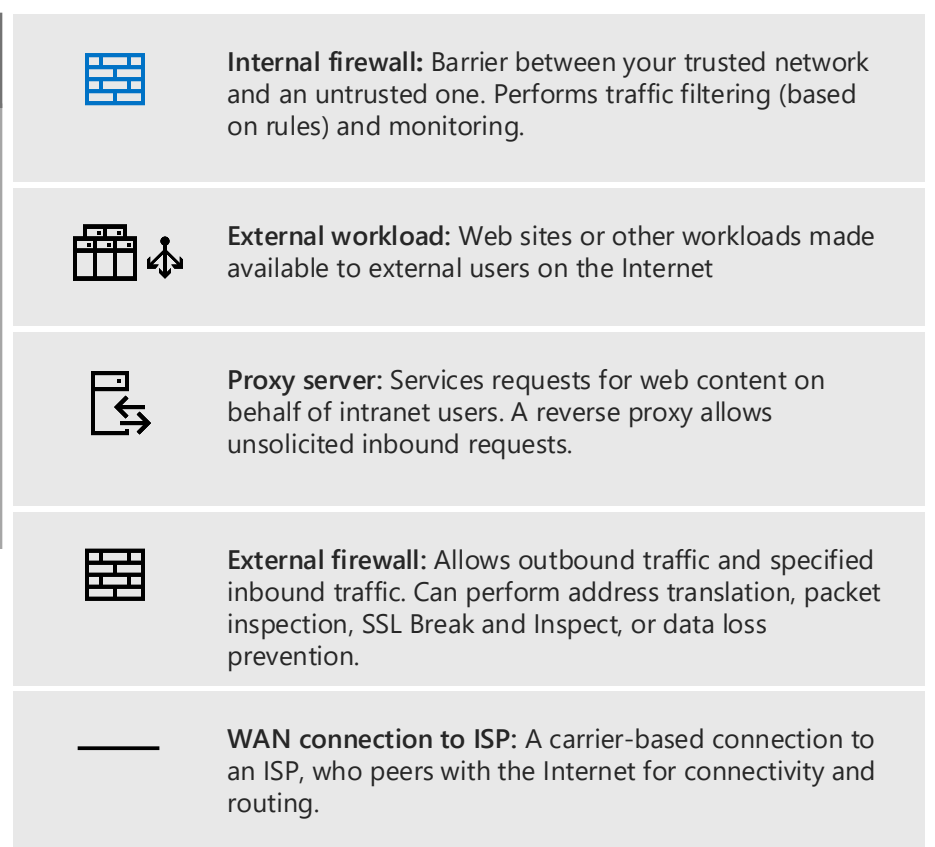 Internal firewall: Barrier between your trusted network
and an untrusted one. Performs traffic filtering (based
on rules) and monitoring.
External workload: Web sites or other workloads made
available to external users on the Internet
Proxy server: Services requests for web content on
behalf of intranet users. A reverse proxy allows
unsolicited inbound requests.
External firewall: Allows outbound traffic and specified
inbound traffic. Can perform address translation, packet
inspection, SSL Break and Inspect, or data loss
prevention.
WAN connection to ISP: A carrier-based connection to
an ISP, who peers with the Internet for connectivity and
routing.